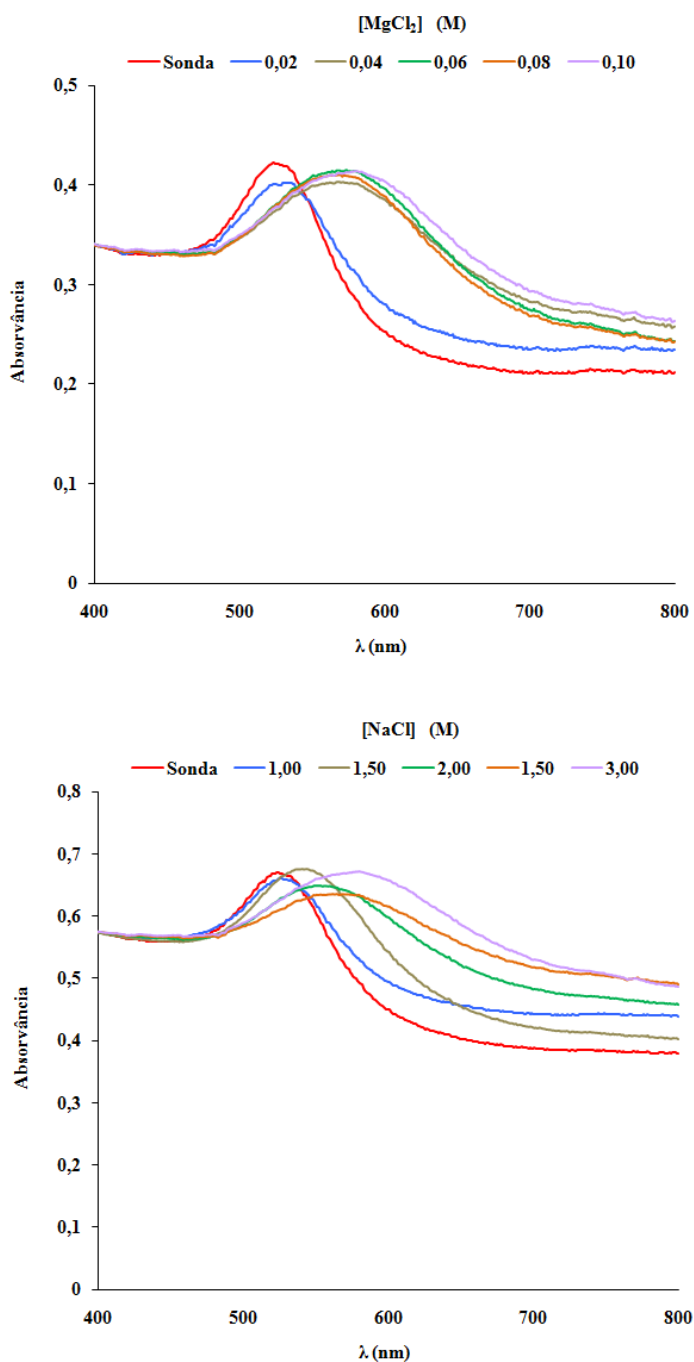 [MgCl₂] (M)
Sonda 0,02 0,04 0,06 0,08 0,10
0,5
0,4
0,3
0,2
0,1
0
Absorvância
400 500 600 700 800
λ (nm)
[NaCl] (M)
Sonda 1,00 1,50 2,00 1,50 3,00
0,8
0,7
0,6
0,5
0,4
0,3
0,2
0,1
0
Absorvância
400 500 600 700 800
λ (nm)